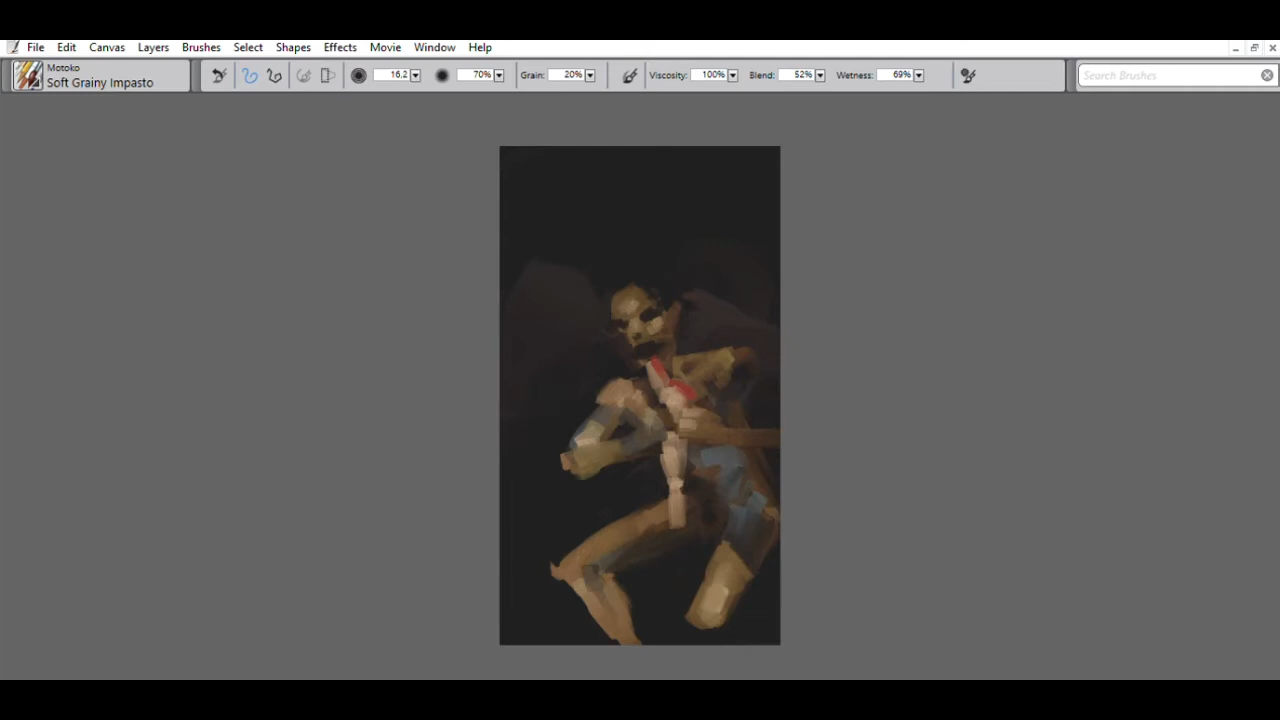 File Edit Canvas Layers Brushes Select Shapes Effects Movie Window Help
Motoko
Soft Grainy Impasto
16,2 70% Grain: 20% Viscosity: 100% Blend: 52% Wetness: 69% Search Brushes